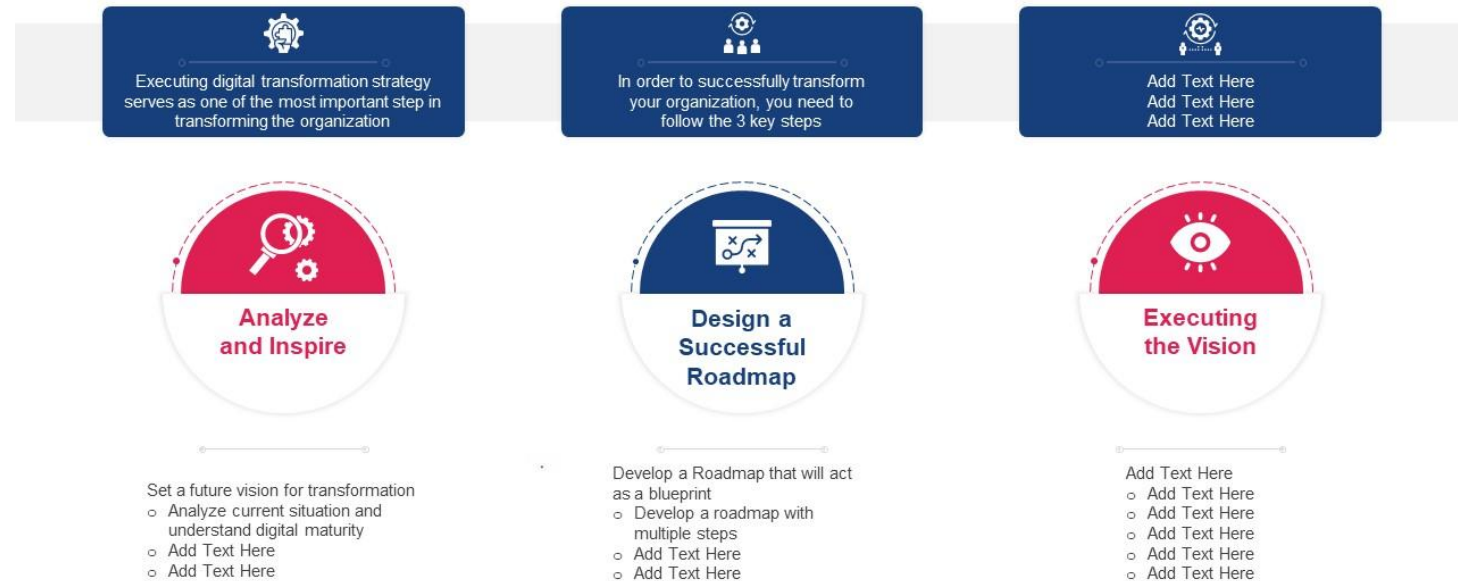 Executing digital transformation strategy
serves as one of the most important step in
transforming the organization
In order to successfully transform
your organization, you need to
follow the 3 key steps
Add Text Here
Add Text Here
Add Text Here
Analyze
and Inspire
Design a
Successful
Roadmap
Executing
the Vision
Set a future vision for transformation
o Analyze current situation and
understand digital maturity
o Add Text Here
o Add Text Here
Develop a Roadmap that will act
as a blueprint
o Develop a roadmap with
multiple steps
o Add Text Here
o Add Text Here
Add Text Here
o Add Text Here
o Add Text Here
o Add Text Here
o Add Text Here
o Add Text Here